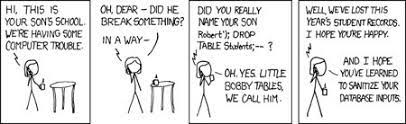 HI, THIS IS
YOUR SON'S SCHOOL.
WE'RE HAVING SOME
COMPUTER TROUBLE.
OH, DEAR – DID HE
BREAK SOMETHING?
IN A WAY–
DID YOU REALLY
NAME YOUR SON
Robert'); DROP
TABLE Students;-- ?
OH. YES. LITTLE
BOBBY TABLES,
WE CALL HIM.
WELL, WE'VE LOST THIS
YEAR'S STUDENT RECORDS.
I HOPE YOU'RE HAPPY.
AND I HOPE
YOU'VE LEARNED
TO SANITIZE YOUR
DATABASE INPUTS.